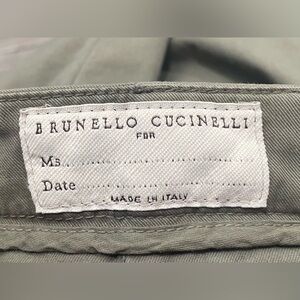 BRUNELLO CUCINELLI
FOR
Ms..............................
Date..............................
MADE IN ITALY